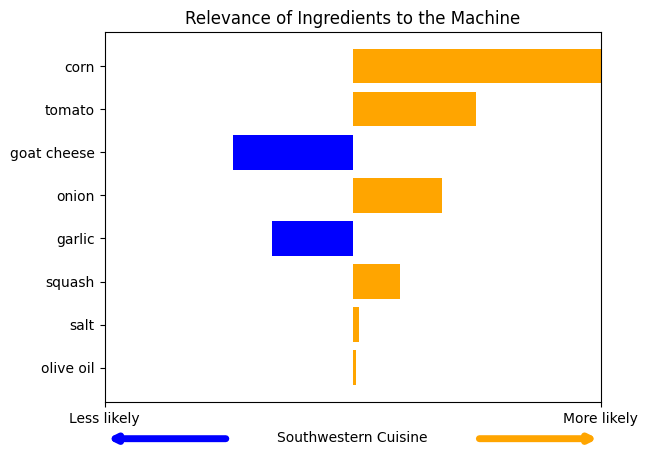 Relevance of Ingredients to the Machine
corn
tomato
goat cheese
onion
garlic
squash
salt
olive oil
Less likely
More likely
Southwestern Cuisine